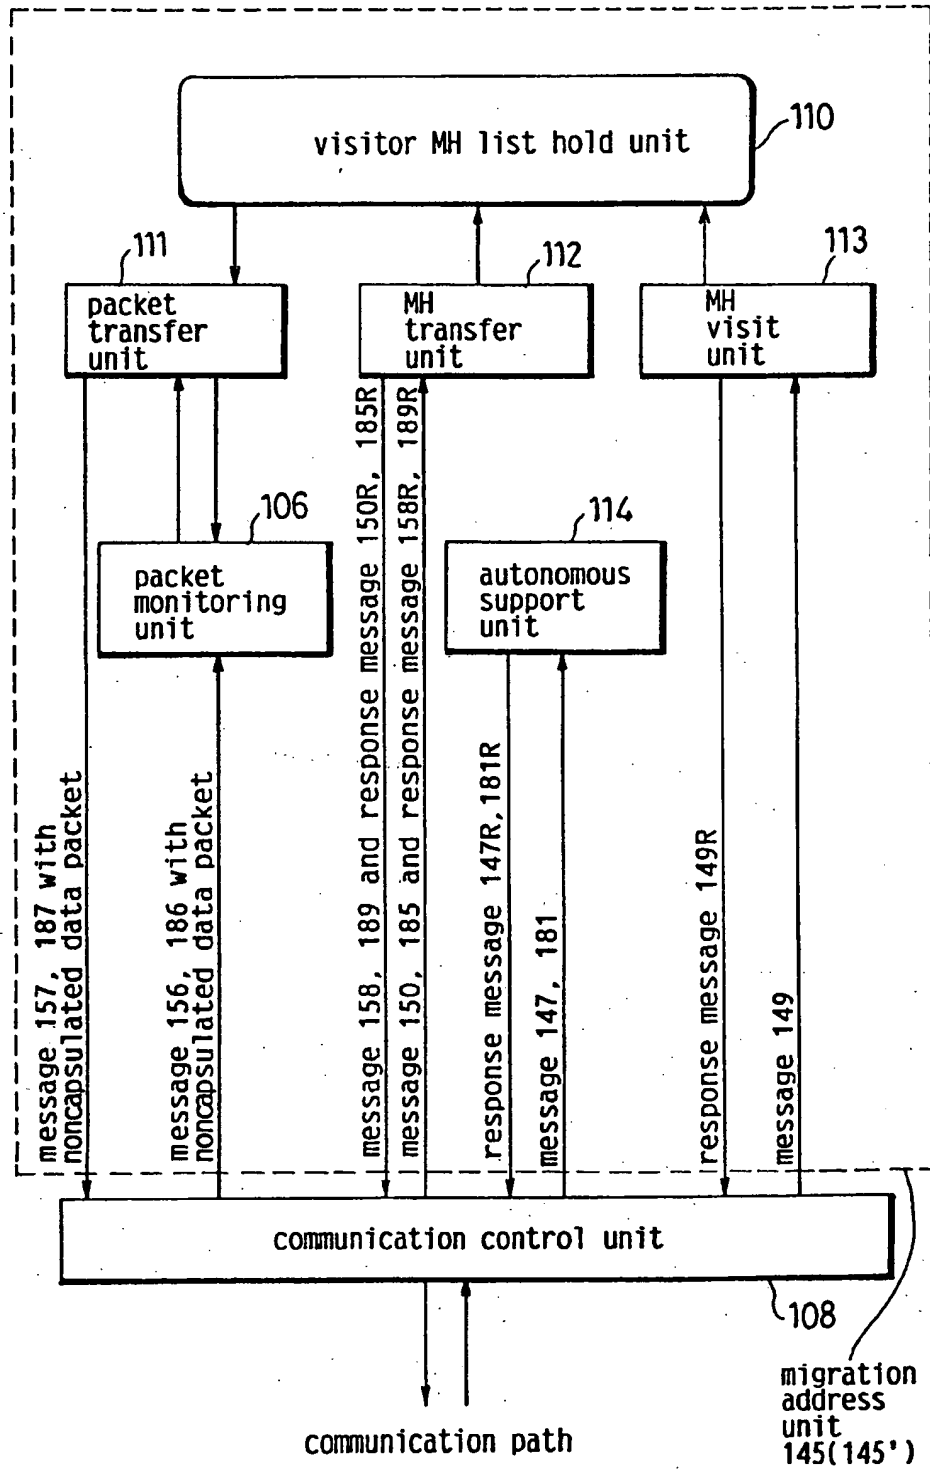 visitor MH list hold unit
110
111
packet
transfer
unit
112
MH
transfer
unit
113
MH
visit
unit
106
packet
monitoring
unit
114
autonomous
support
unit
message 157, 187 with
noncapsulated data packet
message 156, 186 with
noncapsulated data packet
message 158, 189 and response message 150R, 185R
message 150, 185 and response message 158R, 189R
response message 147R, 181R
message 147, 181
response message 149R
message 149
communication control unit
108
communication path
migration
address
unit
145(145')